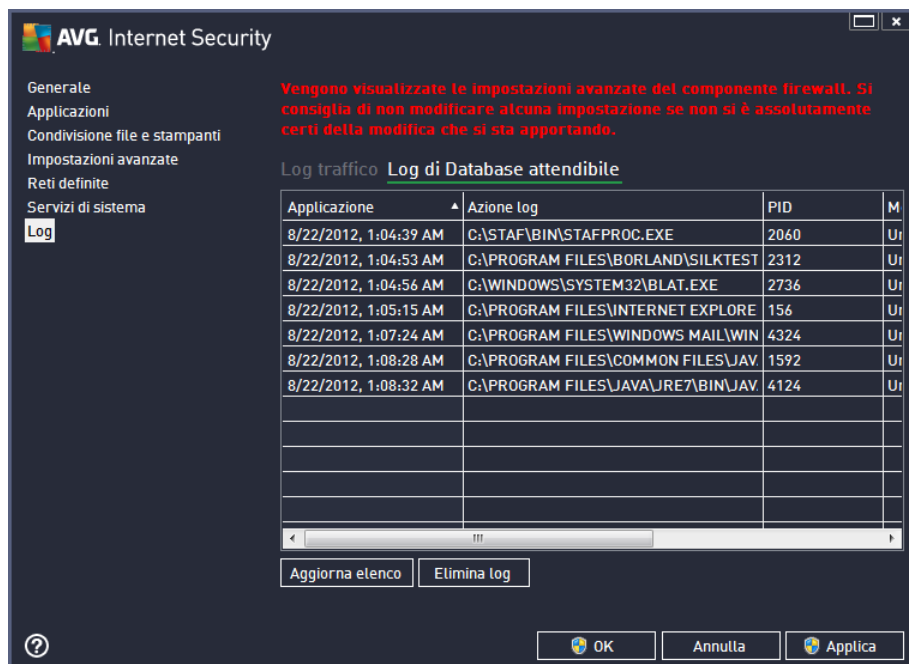 AVG. Internet Security
Generale
Applicazioni
Condivisione file e stampanti
Impostazioni avanzate
Reti definite
Servizi di sistema
Log
Vengono visualizzate le impostazioni avanzate del componente firewall. Si
consiglia di non modificare alcuna impostazione se non si è assolutamente
certi della modifica che si sta apportando.
Log traffico Log di Database attendibile
Applicazione Azione log PID M
8/22/2012, 1:04:39 AM C:\STAF\BIN\STAFPROC.EXE 2060 Un
8/22/2012, 1:04:53 AM C:\PROGRAM FILES\BORLAND\SILKTEST 2312 Un
8/22/2012, 1:04:56 AM C:\WINDOWS\SYSTEM32\BLAT.EXE 2736 Un
8/22/2012, 1:05:15 AM C:\PROGRAM FILES\INTERNET EXPLORE 156 Un
8/22/2012, 1:07:24 AM C:\PROGRAM FILES\WINDOWS MAIL\WIN 4324 Un
8/22/2012, 1:08:28 AM C:\PROGRAM FILES\COMMON FILES\JAV. 1592 Un
8/22/2012, 1:08:32 AM C:\PROGRAM FILES\JAVA\JRE7\BIN\JAV. 4124 Un
Aggiorna elenco Elimina log
OK Annulla Applica